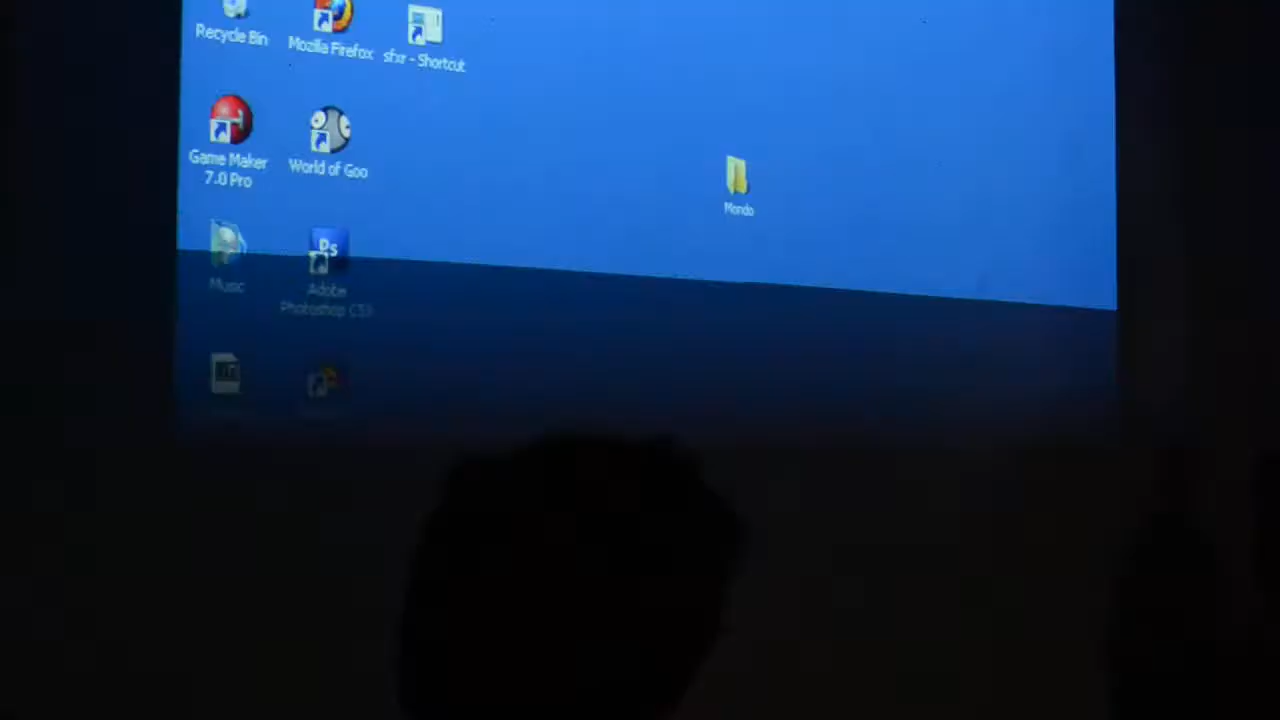 Recycle Bin
Mozilla Firefox
sfxr - Shortcut
Game Maker
7.0 Pro
World of Goo
Mondo
Music
Ps
Adobe
Photoshop CS3